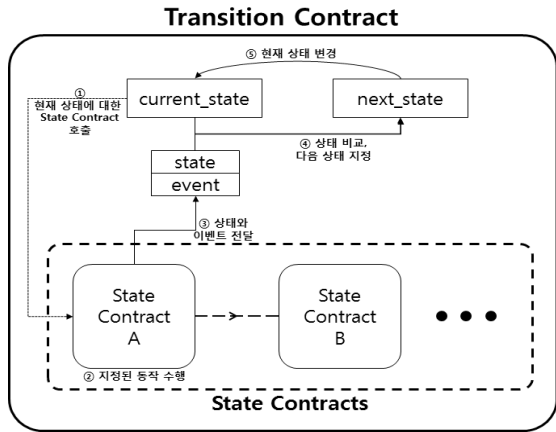 Transition Contract
⑤ 현재 상태 변경
①
현재 상태에 대한
State Contract
호출
current_state
next_state
④ 상태 비교,
다음 상태 지정
state
event
③ 상태와
이벤트 전달
State
Contract
A
State
Contract
B
② 지정된 동작 수행
State Contracts